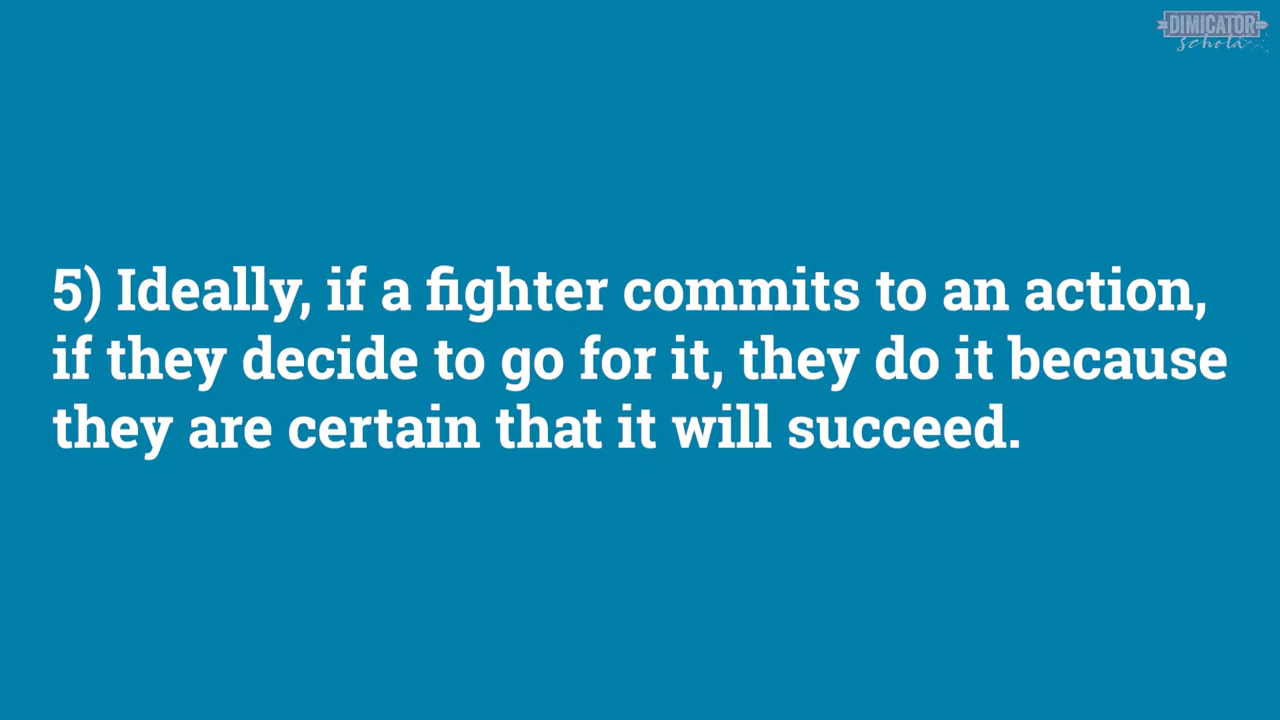 DIMICATOR
schola
5) Ideally, if a fighter commits to an action,
if they decide to go for it, they do it because
they are certain that it will succeed.